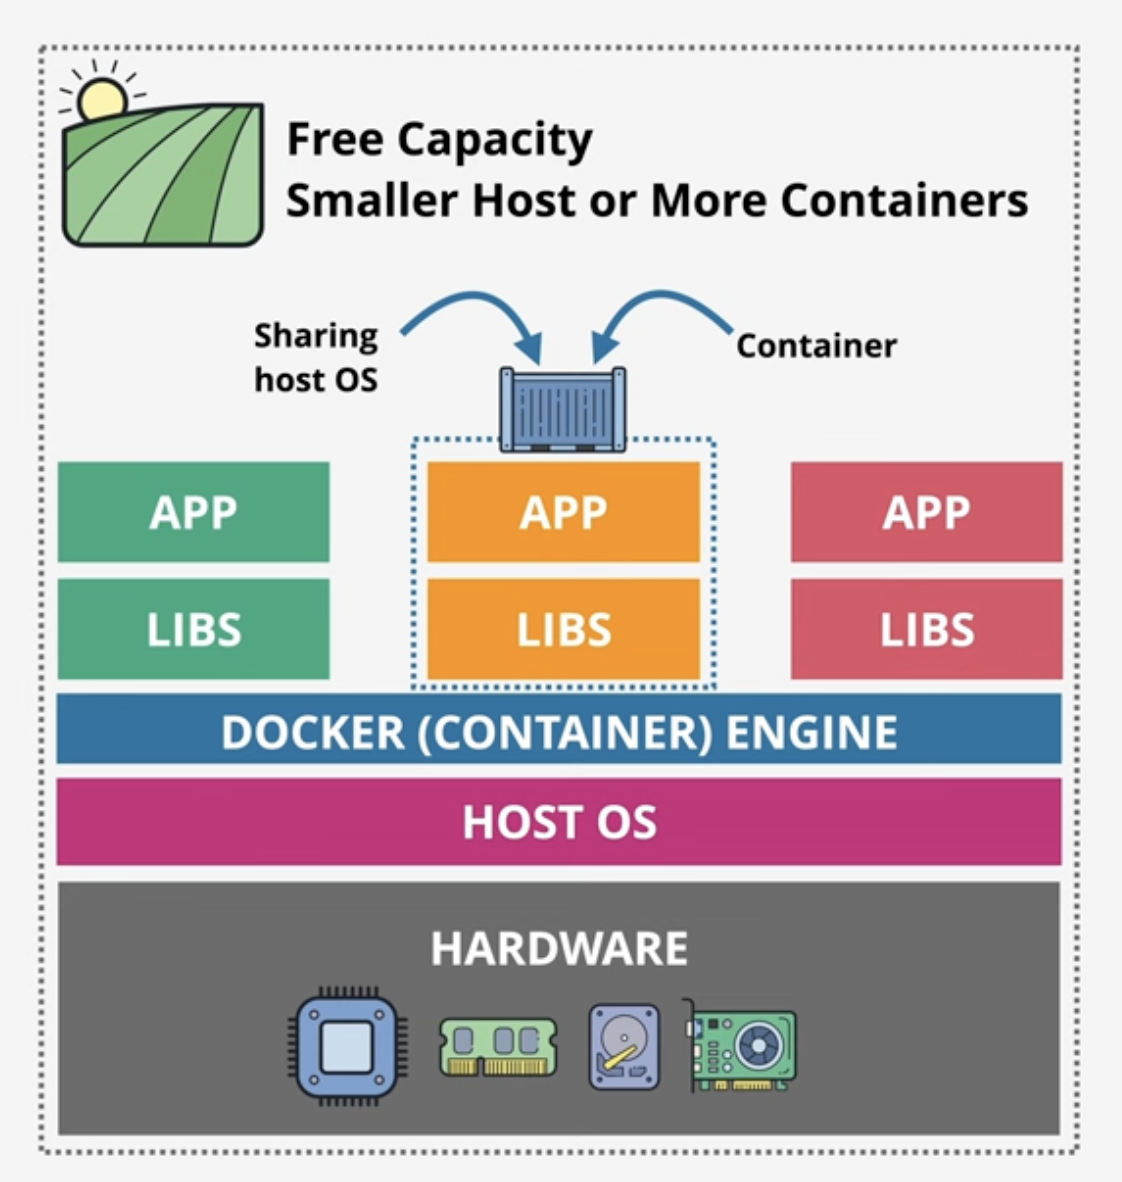 Free Capacity
Smaller Host or More Containers
Sharing
host OS
Container
APP
APP
APP
LIBS
LIBS
LIBS
DOCKER (CONTAINER) ENGINE
HOST OS
HARDWARE